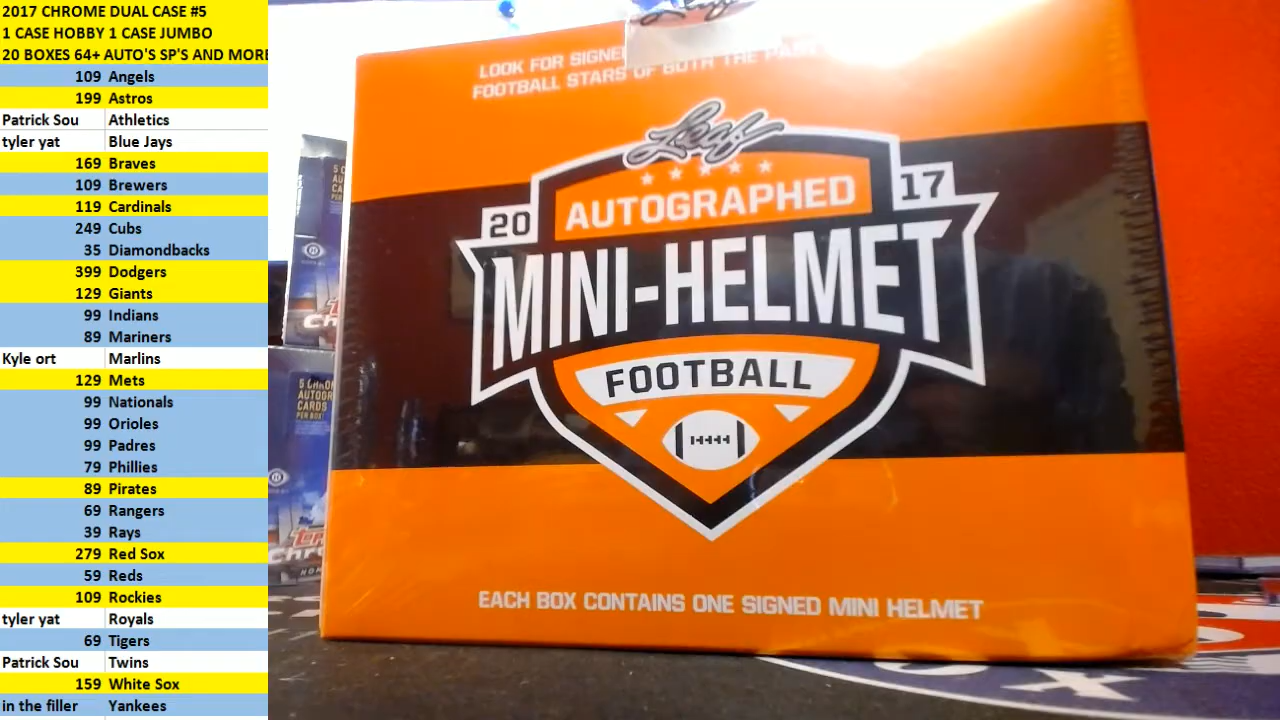 2017 CHROME DUAL CASE #5
1 CASE HOBBY 1 CASE JUMBO
20 BOXES 64+ AUTO'S SP'S AND MORE
109 Angels
199 Astros
Patrick Sou Athletics
tyler yat Blue Jays
169 Braves
109 Brewers
119 Cardinals
249 Cubs
35 Diamondbacks
399 Dodgers
129 Giants
99 Indians
89 Mariners
Kyle ort Marlins
129 Mets
99 Nationals
99 Orioles
99 Padres
79 Phillies
89 Pirates
69 Rangers
39 Rays
279 Red Sox
59 Reds
109 Rockies
tyler yat Royals
69 Tigers
Patrick Sou Twins
159 White Sox
in the filler Yankees
LOOK FOR SIGNED
FOOTBALL STARS OF BOTH THE PAST
Leaf
AUTOGRAPHED
20 17
MINI-HELMET
FOOTBALL
EACH BOX CONTAINS ONE SIGNED MINI HELMET
CARDS
PER BOX